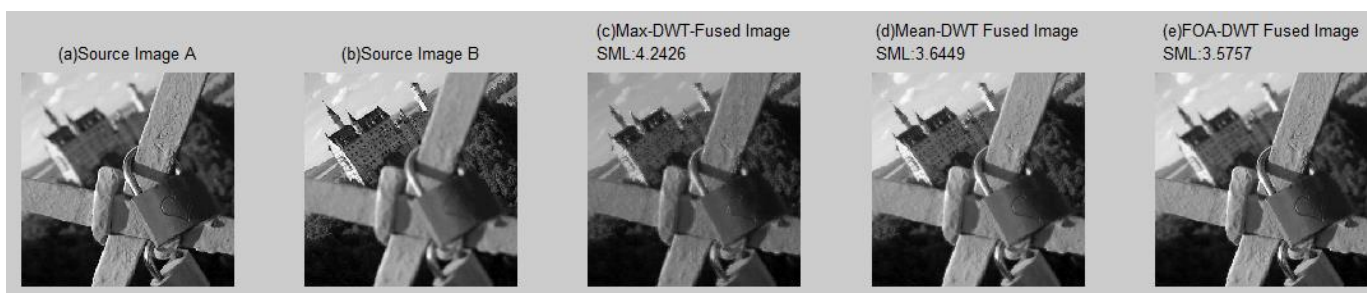 (a)Source Image A
(b)Source Image B
(c)Max-DWT-Fused Image
SML:4.2426
(d)Mean-DWT Fused Image
SML:3.6449
(e)FOA-DWT Fused Image
SML:3.5757